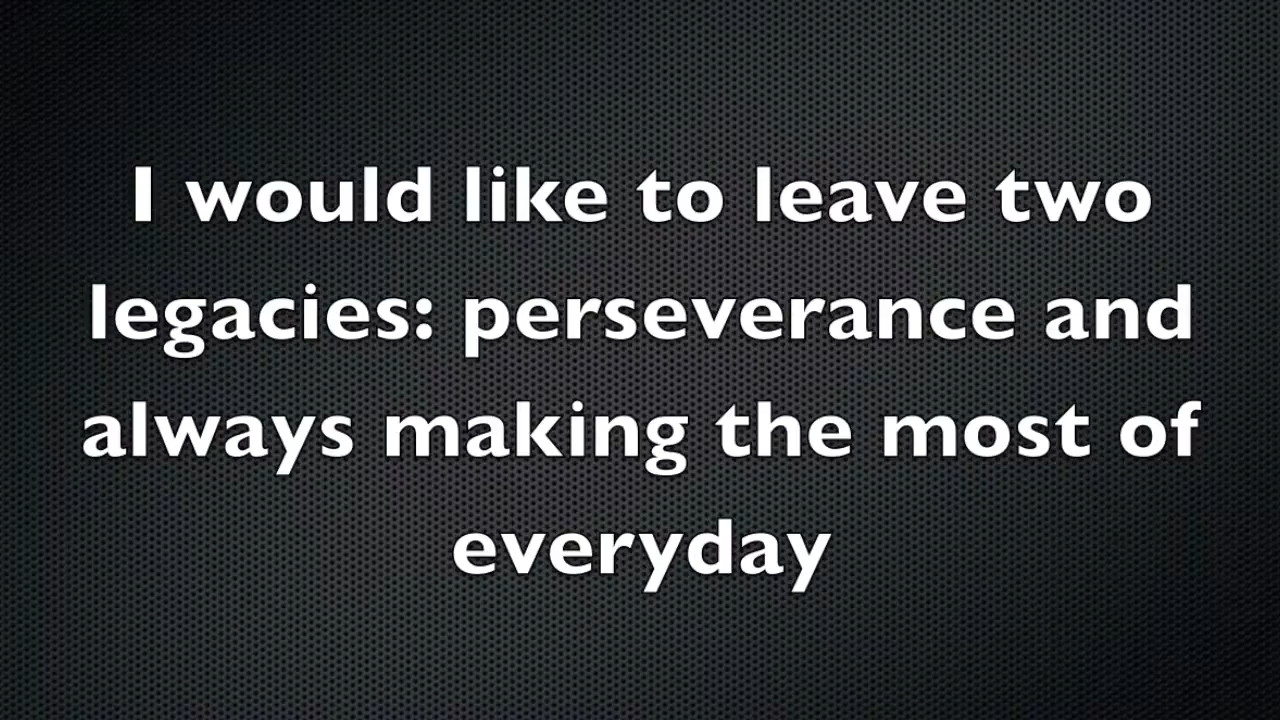 I would like to leave two
legacies: perseverance and
always making the most of
everyday